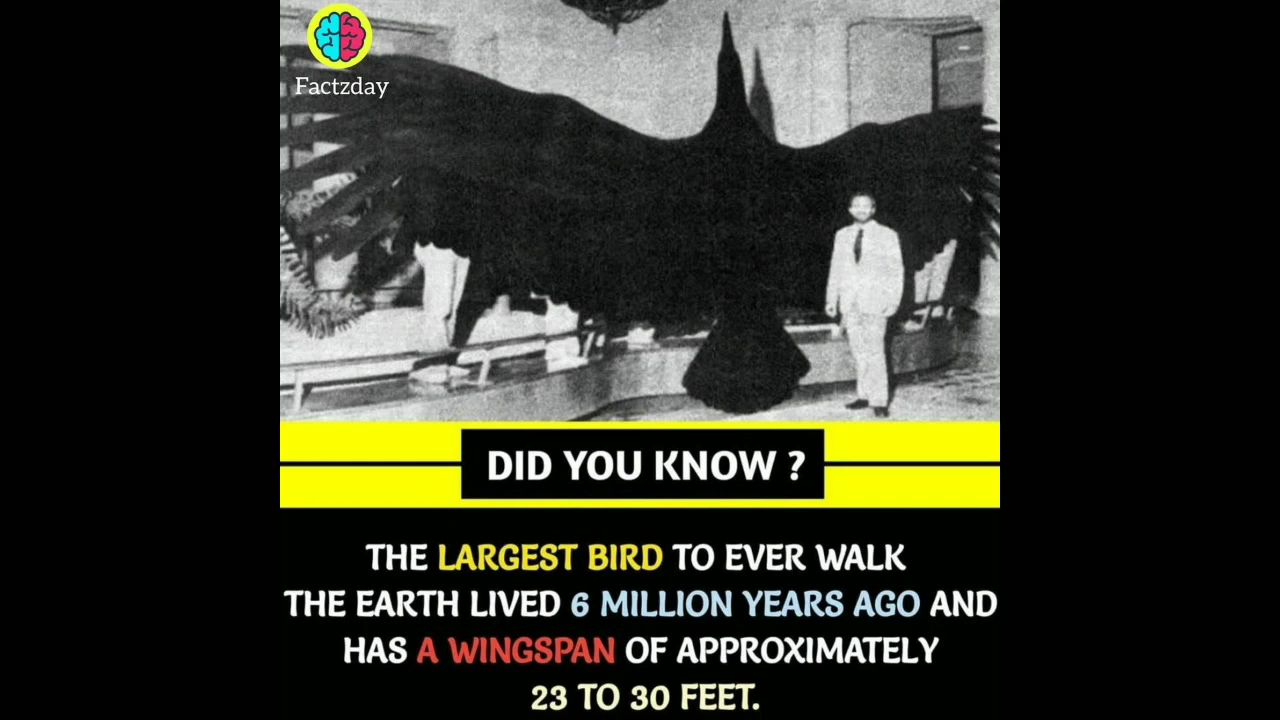 Factzday
DID YOU KNOW ?
THE LARGEST BIRD TO EVER WALK
THE EARTH LIVED 6 MILLION YEARS AGO AND
HAS A WINGSPAN OF APPROXIMATELY
23 TO 30 FEET.